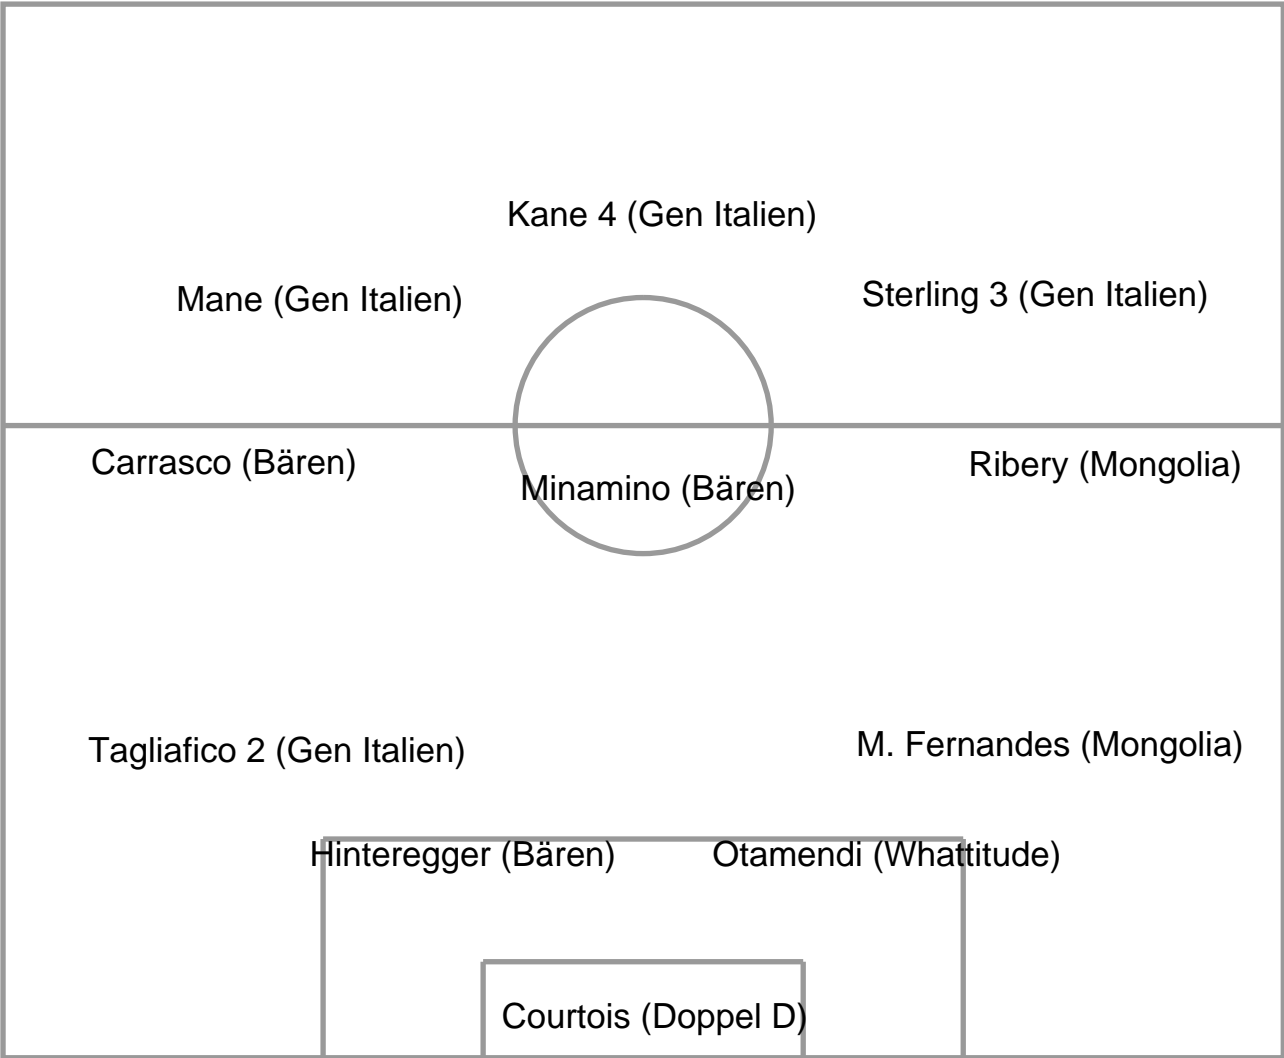 Kane 4 (Gen Italien)
Mane (Gen Italien)
Sterling 3 (Gen Italien)
Carrasco (Bären)
Minamino (Bären)
Ribery (Mongolia)
Tagliafico 2 (Gen Italien)
M. Fernandes (Mongolia)
Hinteregger (Bären)
Otamendi (Whattitude)
Courtois (Doppel D)